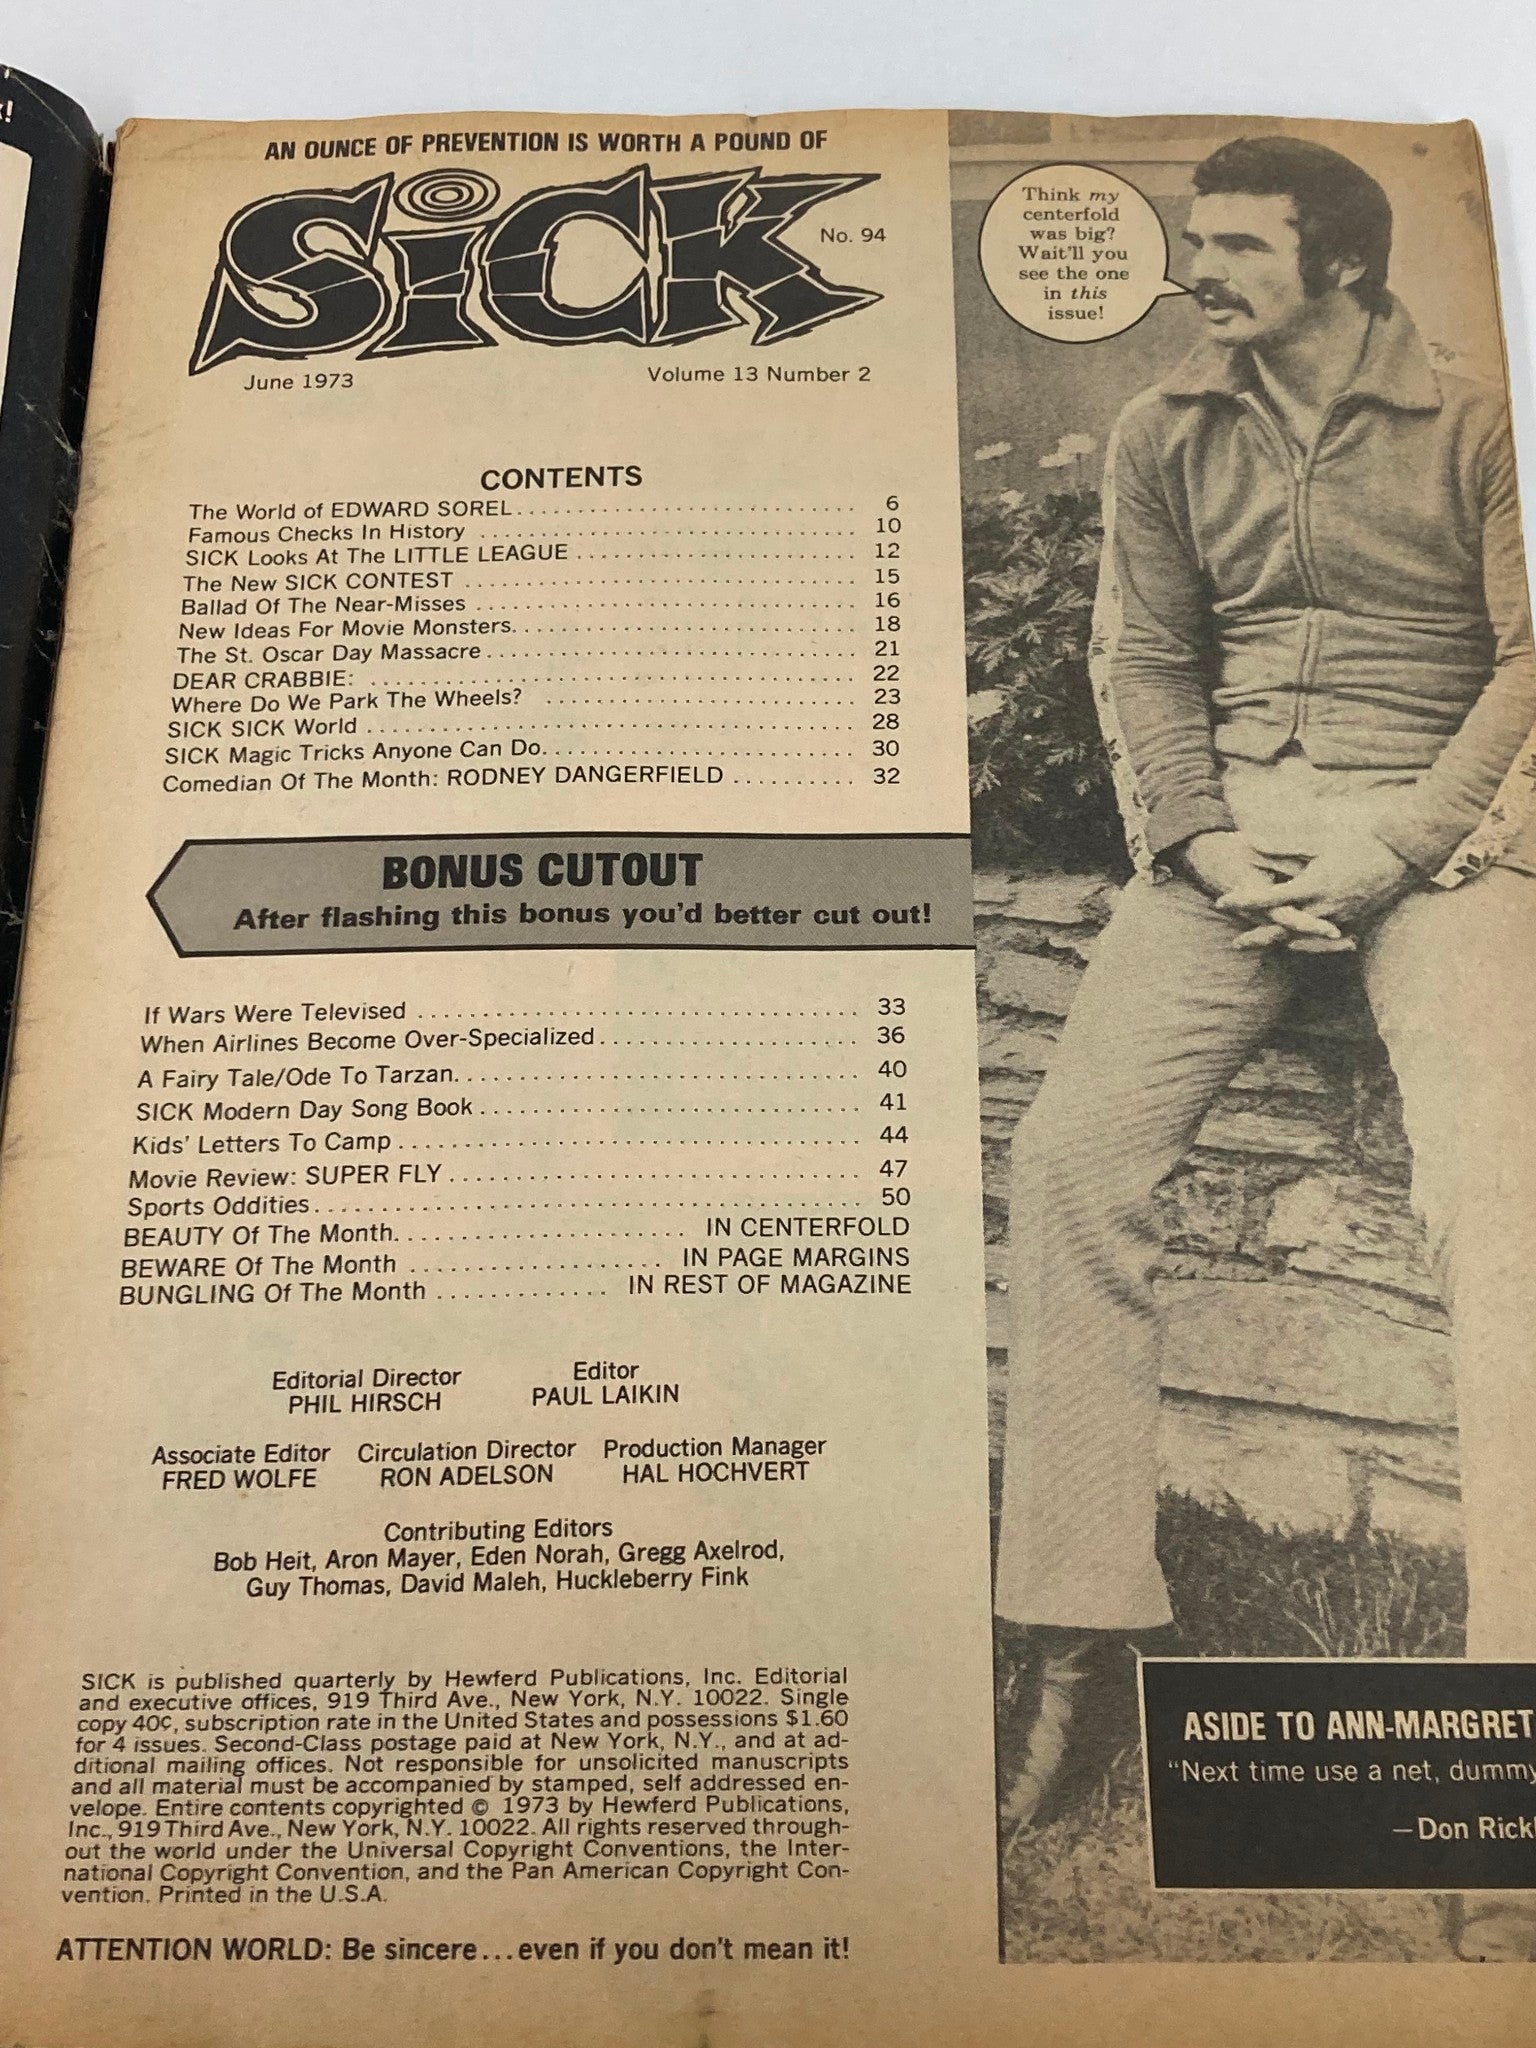 k!
AN OUNCE OF PREVENTION IS WORTH A POUND OF
SiCK
No. 94
June 1973
Volume 13 Number 2
CONTENTS
The World of EDWARD SOREL............................ 6
Famous Checks In History ............................... 10
SICK Looks At The LITTLE LEAGUE ....................... 12
The New SICK CONTEST ................................ 15
Ballad Of The Near-Misses ............................... 16
New Ideas For Movie Monsters............................ 18
The St. Oscar Day Massacre.............................. 21
DEAR CRABBIE: ........................................ 22
Where Do We Park The Wheels? .......................... 23
SICK SICK World ........................................ 28
SICK Magic Tricks Anyone Can Do.......................... 30
Comedian Of The Month: RODNEY DANGERFIELD .......... 32
BONUS CUTOUT
After flashing this bonus you'd better cut out!
If Wars Were Televised .................................... 33
When Airlines Become Over-Specialized.................... 36
A Fairy Tale/Ode To Tarzan................................ 40
SICK Modern Day Song Book.............................. 41
Kids' Letters To Camp..................................... 44
Movie Review: SUPER FLY ................................. 47
Sports Oddities............................................ 50
BEAUTY Of The Month....................... IN CENTERFOLD
BEWARE Of The Month .................... IN PAGE MARGINS
BUNGLING Of The Month ............. IN REST OF MAGAZINE
Editorial Director
PHIL HIRSCH
Editor
PAUL LAIKIN
Associate Editor
FRED WOLFE
Circulation Director
RON ADELSON
Production Manager
HAL HOCHVERT
Contributing Editors
Bob Heit, Aron Mayer, Eden Norah, Gregg Axelrod,
Guy Thomas, David Maleh, Huckleberry Fink
SICK is published quarterly by Hewferd Publications, Inc. Editorial
and executive offices, 919 Third Ave., New York, N.Y. 10022. Single
copy 40¢, subscription rate in the United States and possessions $1.60
for 4 issues. Second-Class postage paid at New York, N.Y., and at ad-
ditional mailing offices. Not responsible for unsolicited manuscripts
and all material must be accompanied by stamped, self addressed en-
velope. Entire contents copyrighted © 1973 by Hewferd Publications,
Inc., 919 Third Ave., New York, N.Y. 10022. All rights reserved through-
out the world under the Universal Copyright Conventions, the Inter-
national Copyright Convention, and the Pan American Copyright Con-
vention. Printed in the U.S.A.
ATTENTION WORLD: Be sincere...even if you don't mean it!
Think my
centerfold
was big?
Wait'll you
see the one
in this
issue!
ASIDE TO ANN-MARGRET
"Next time use a net, dummy
—Don Rickl